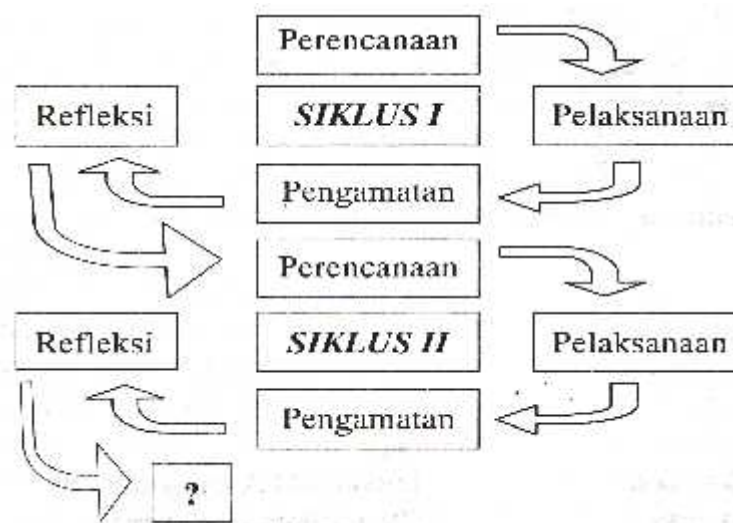 Perencanaan
Refleksi
SIKLUS I
Pelaksanaan
Pengamatan
Perencanaan
Refleksi
SIKLUS II
Pelaksanaan
Pengamatan
?